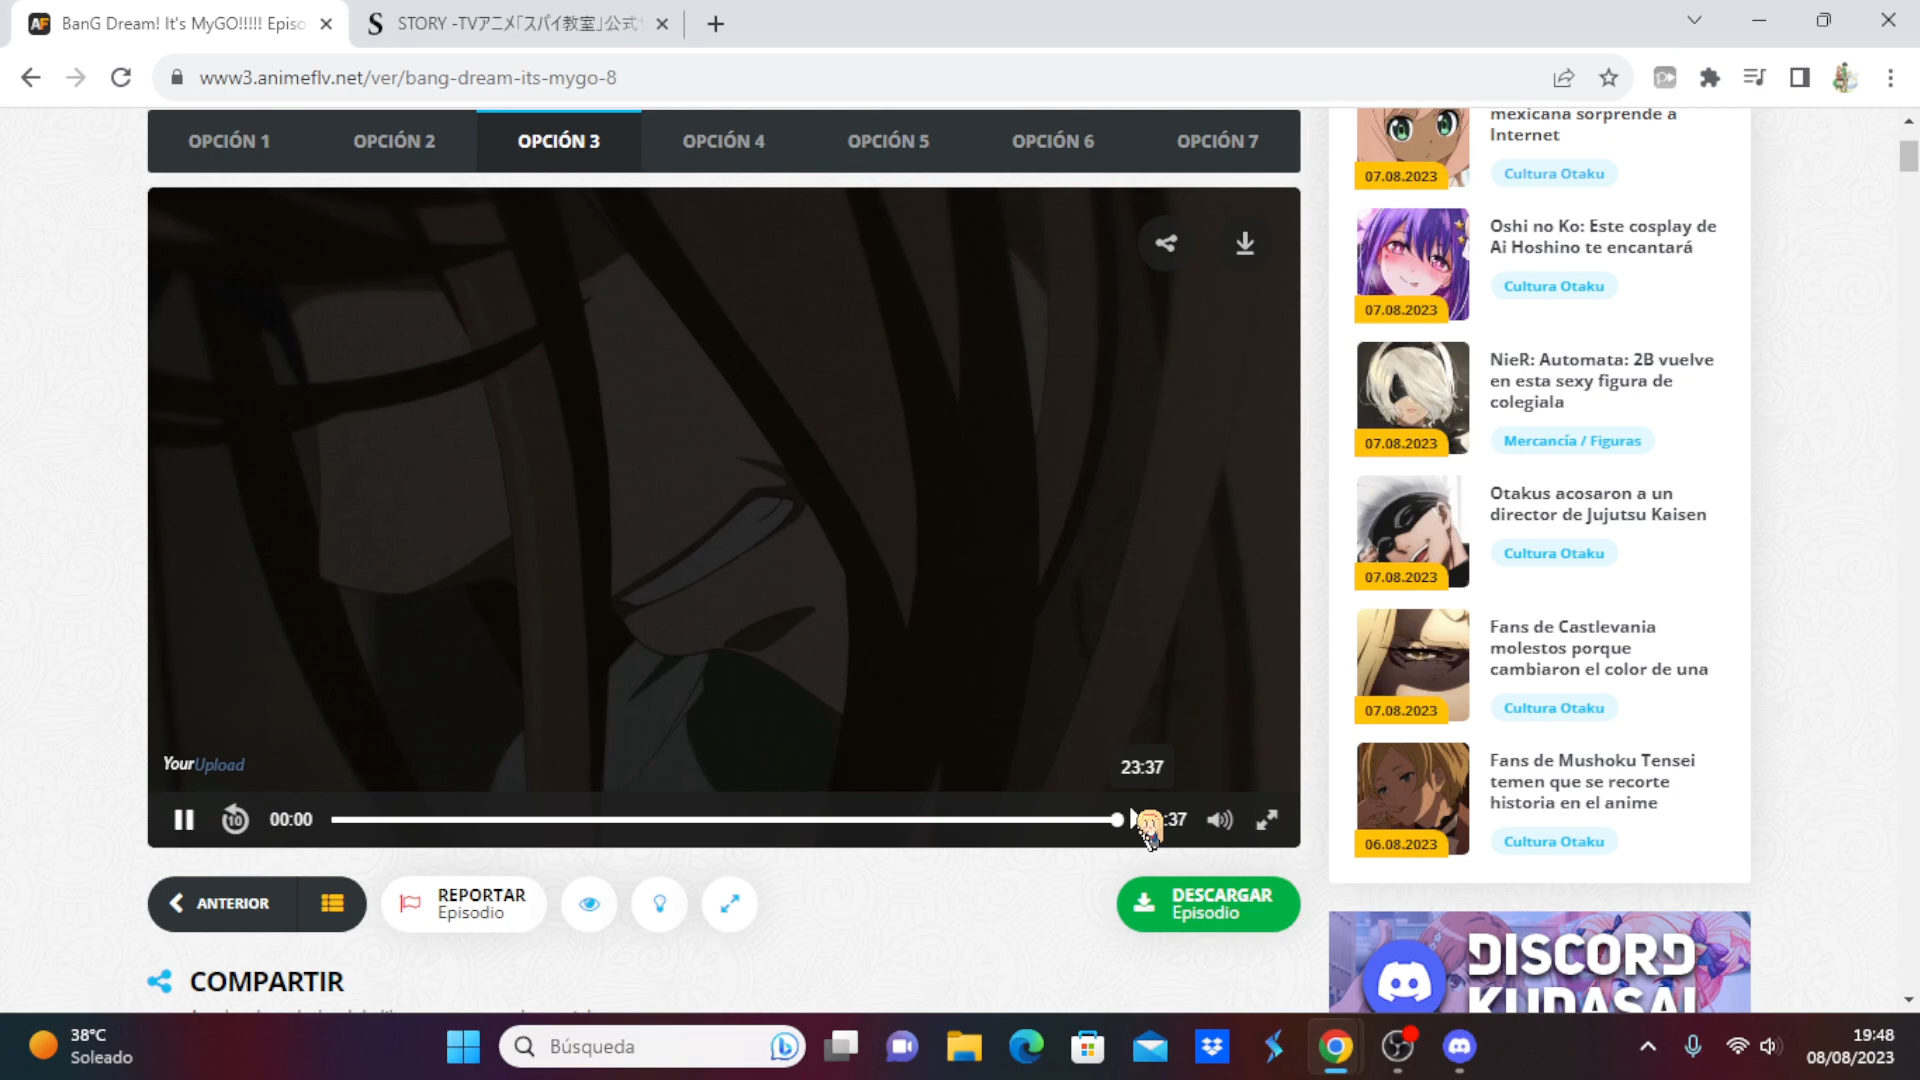 BanG Dream! It's MyGO!!!!! Episo
STORY -TVアニメ「スパイ教室」公式
www3.animeflv.net/ver/bang-dream-its-mygo-8
OPCIÓN 1
OPCIÓN 2
OPCIÓN 3
OPCIÓN 4
OPCIÓN 5
OPCIÓN 6
OPCIÓN 7
YourUpload
23:37
00:00
:37
ANTERIOR
REPORTAR
Episodio
DESCARGAR
Episodio
COMPARTIR
mexicana sorprende a
Internet
Cultura Otaku
07.08.2023
Oshi no Ko: Este cosplay de
Ai Hoshino te encantará
Cultura Otaku
07.08.2023
NieR: Automata: 2B vuelve
en esta sexy figura de
colegiala
Mercancía / Figuras
07.08.2023
Otakus acosaron a un
director de Jujutsu Kaisen
Cultura Otaku
07.08.2023
Fans de Castlevania
molestos porque
cambiaron el color de una
Cultura Otaku
07.08.2023
Fans de Mushoku Tensei
temen que se recorte
historia en el anime
Cultura Otaku
06.08.2023
DISCORD
KUDASAI
38°C
Soleado
Búsqueda
19:48
08/08/2023